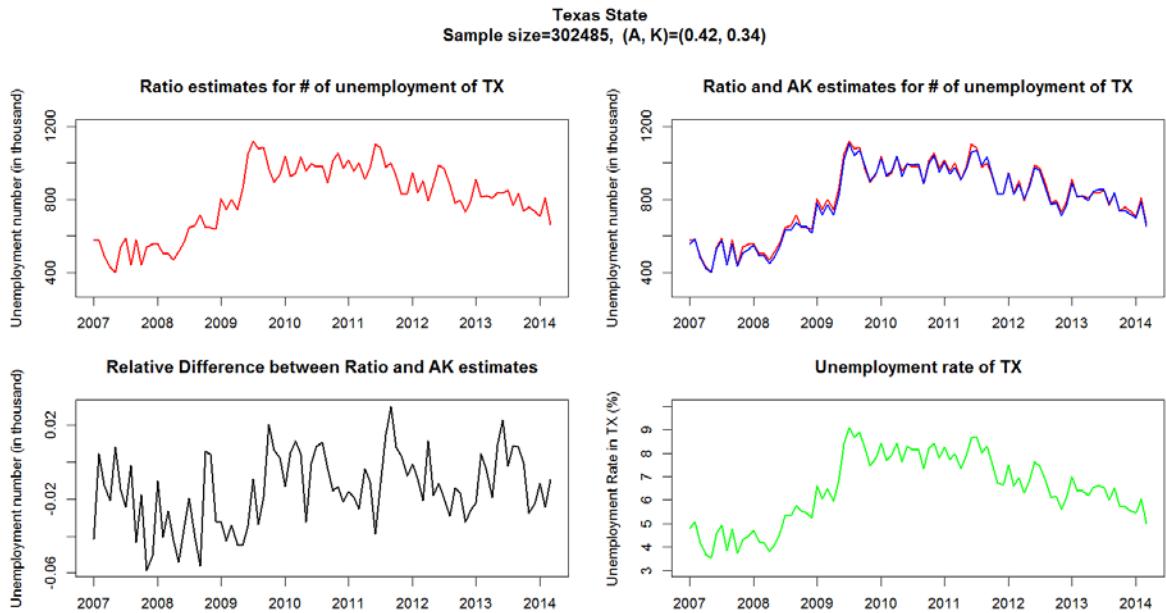 Texas State
Sample size=302485, (A, K)=(0.42, 0.34)
Ratio estimates for # of unemployment of TX
Unemployment number (in thousand)
1200
800
400
2007 2008 2009 2010 2011 2012 2013 2014
Ratio and AK estimates for # of unemployment of TX
Unemployment number (in thousand)
1200
800
400
2007 2008 2009 2010 2011 2012 2013 2014
Relative Difference between Ratio and AK estimates
Unemployment number (in thousand)
0.02
-0.02
-0.06
2007 2008 2009 2010 2011 2012 2013 2014
Unemployment rate of TX
Unemployment Rate in TX (%)
9
8
7
6
5
4
3
2007 2008 2009 2010 2011 2012 2013 2014